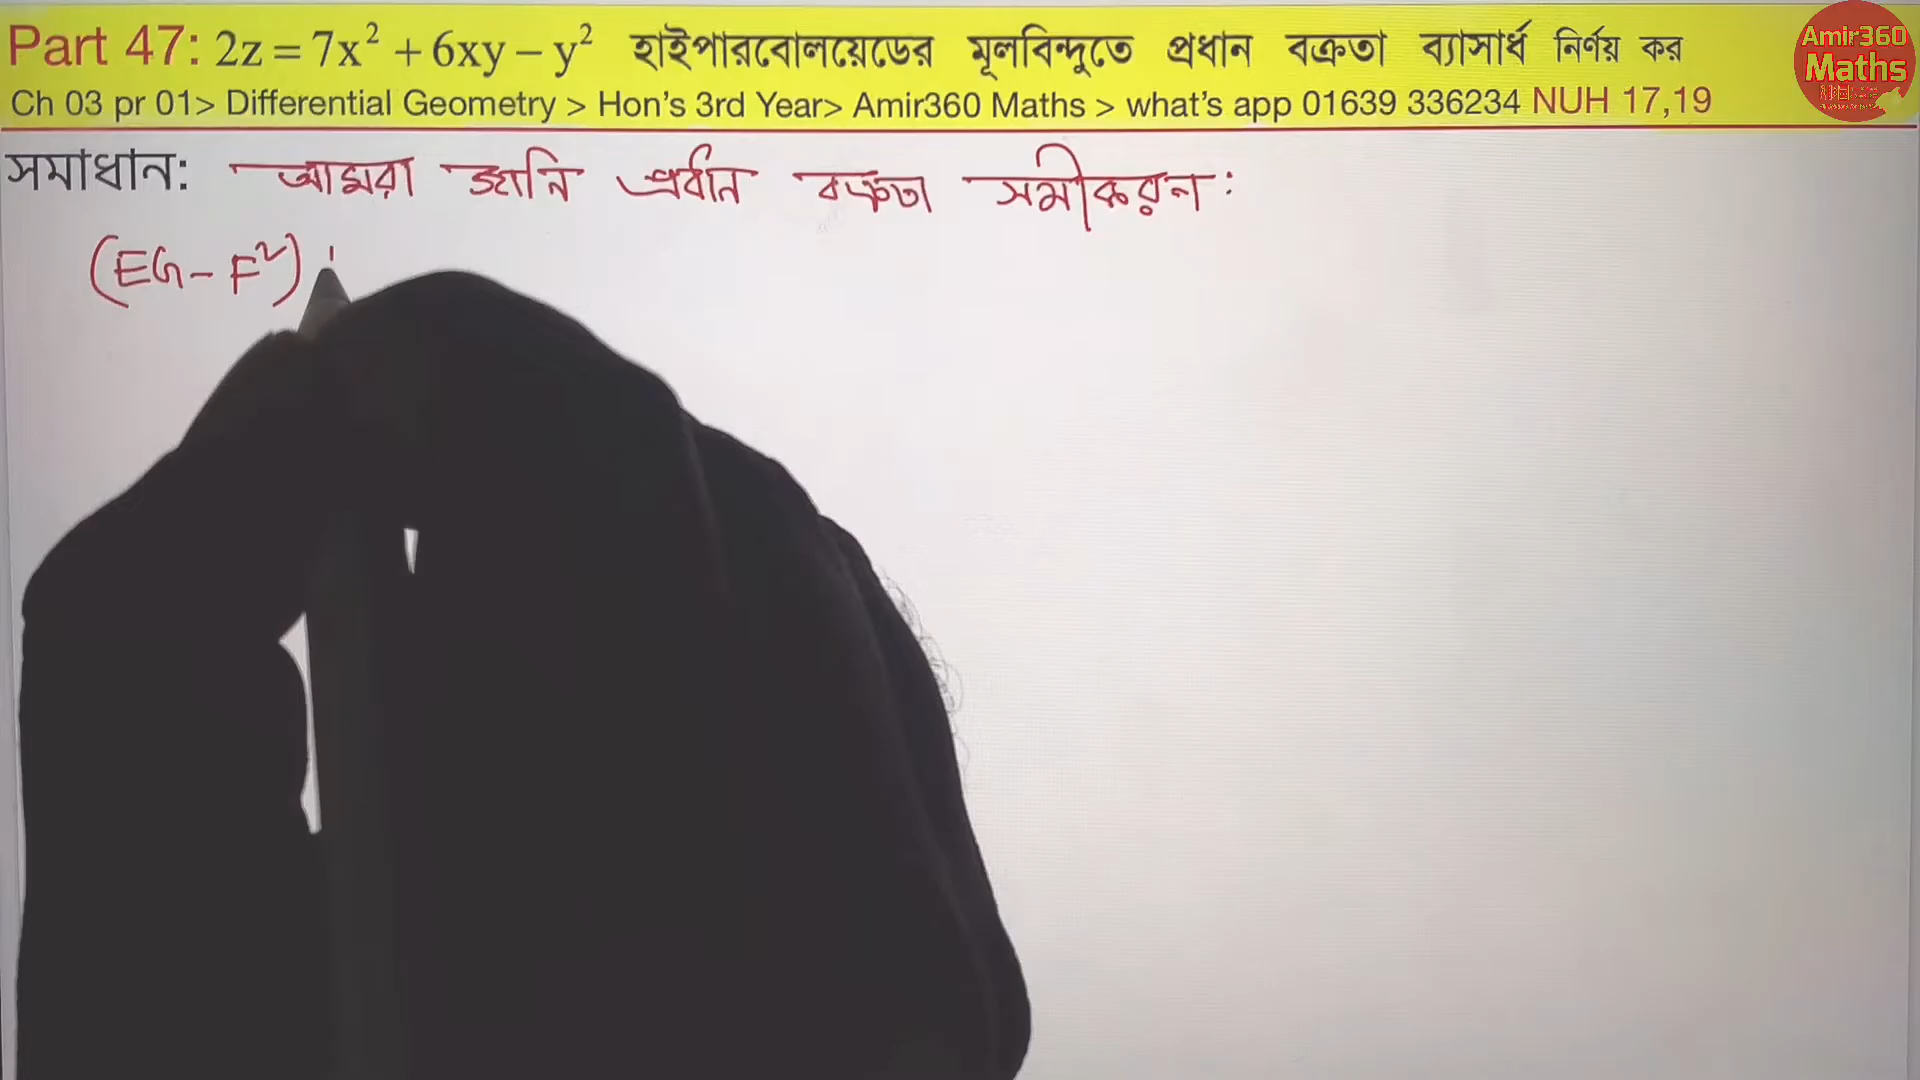 Part 47: 2z = 7x² + 6xy – y² হাইপারবোলয়েডের মূলবিন্দুতে প্রধান বক্রতা ব্যাসার্ধ নির্ণয় কর
Amir360
Maths
Ch 03 pr 01> Differential Geometry > Hon's 3rd Year> Amir360 Maths > what's app 01639 336234 NUH 17,19
সমাধান: আমরা জানি প্রধান বক্রতা সমীকরন:
(EG - F²)